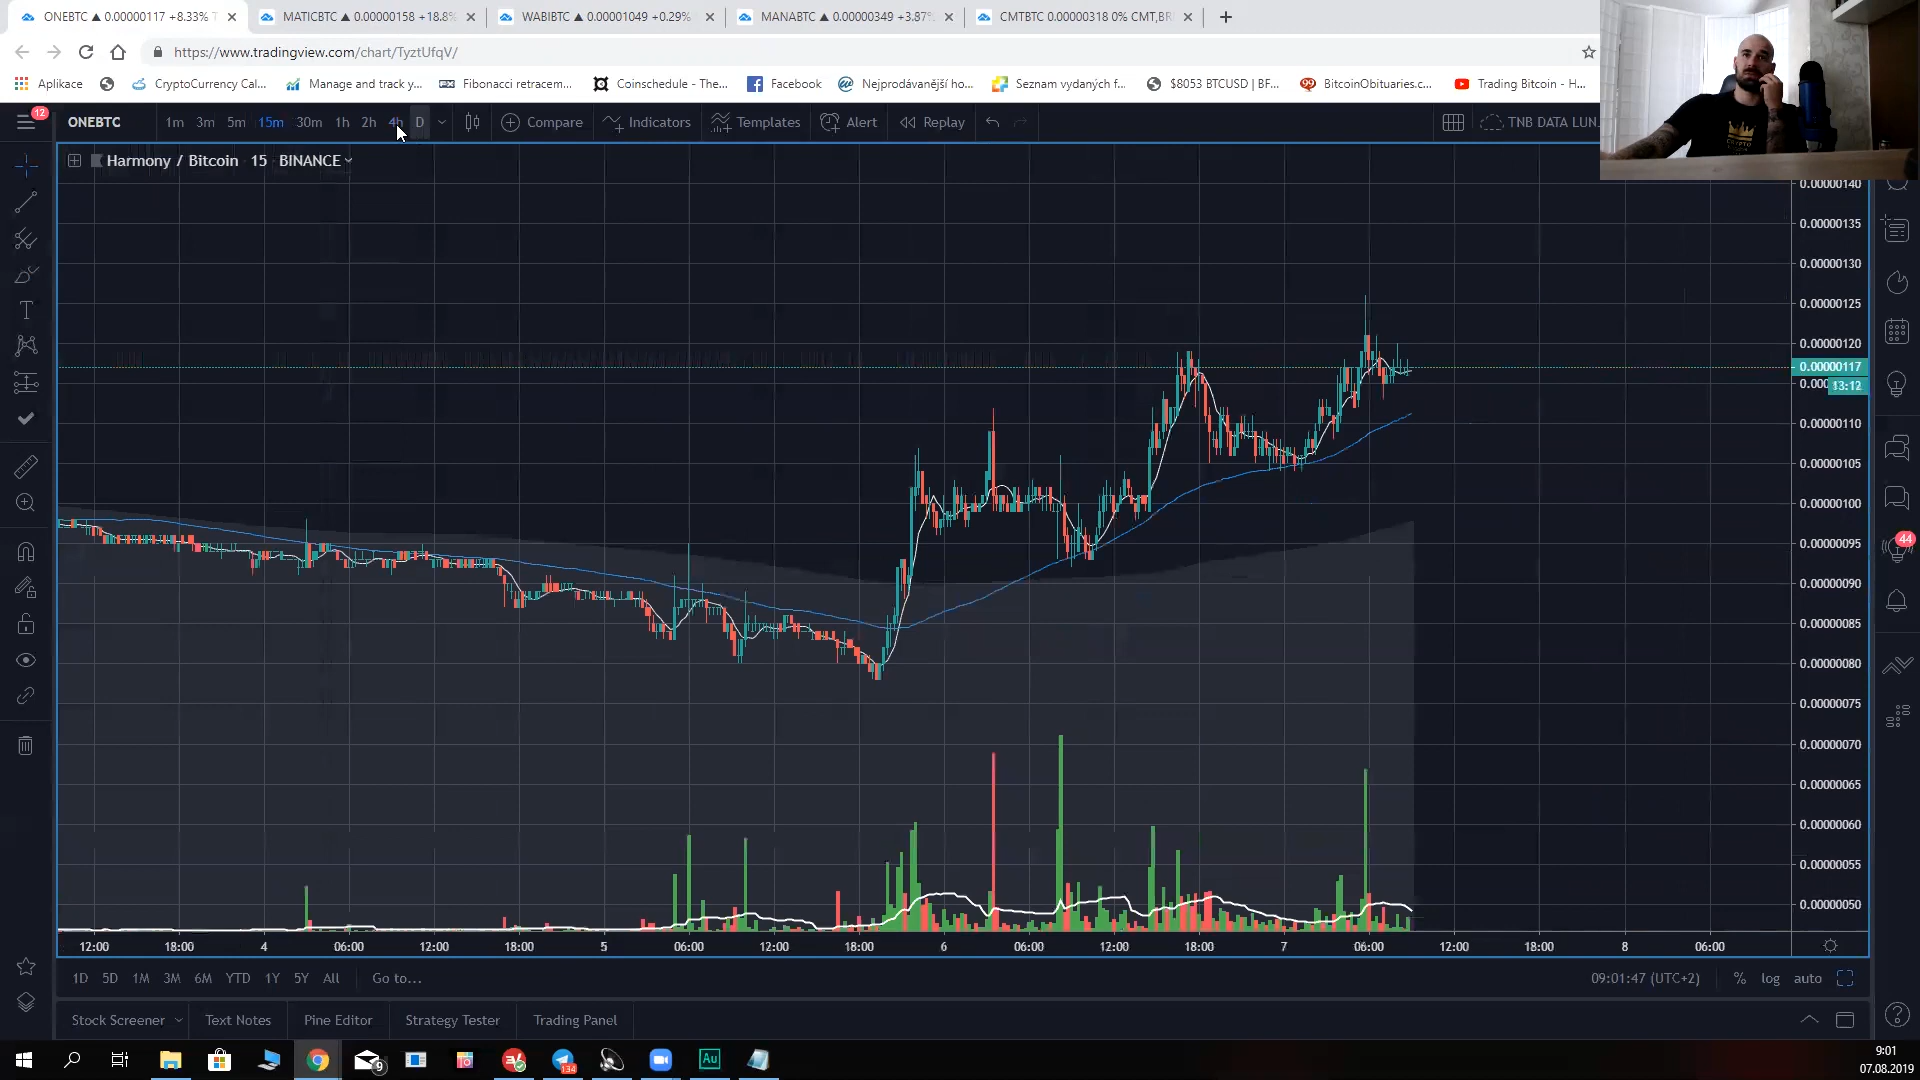 ONEBTC ▲ 0.00000117 +8.33% T
MATICBTC ▲ 0.00000158 +18.8%
WABIBTC ▲ 0.00001049 +0.29%
MANABTC ▲ 0.00000349 +3.87%
CMTBTC 0.00000318 0% CMT,BR
https://www.tradingview.com/chart/TyztUfqV/
Aplikace
CryptoCurrency Cal...
Manage and track y...
Fibonacci retracem...
Coinschedule - The...
Facebook
Nejprodávanější ho...
Seznam vydaných f...
$8053 BTCUSD | BF...
BitcoinObituaries.c...
Trading Bitcoin - H...
12
ONEBTC
1m 3m 5m 15m 30m 1h 2h 4h D
Compare
Indicators
Templates
Alert
Replay
TNB DATA LUN
Harmony / Bitcoin 15 BINANCE
0.00000140
0.00000135
0.00000130
0.00000125
0.00000120
0.00000117
13:12
0.00000110
0.00000105
0.00000100
0.00000095
0.00000090
0.00000085
0.00000080
0.00000075
0.00000070
0.00000065
0.00000060
0.00000055
0.00000050
44
12:00 18:00 4 06:00 12:00 18:00 5 06:00 12:00 18:00 6 06:00 12:00 18:00 7 06:00 12:00 18:00 8 06:00
1D 5D 1M 3M 6M YTD 1Y 5Y All Go to...
09:01:47 (UTC+2) % log auto
Stock Screener
Text Notes
Pine Editor
Strategy Tester
Trading Panel
9
134
Au
9:01
07.08.2019